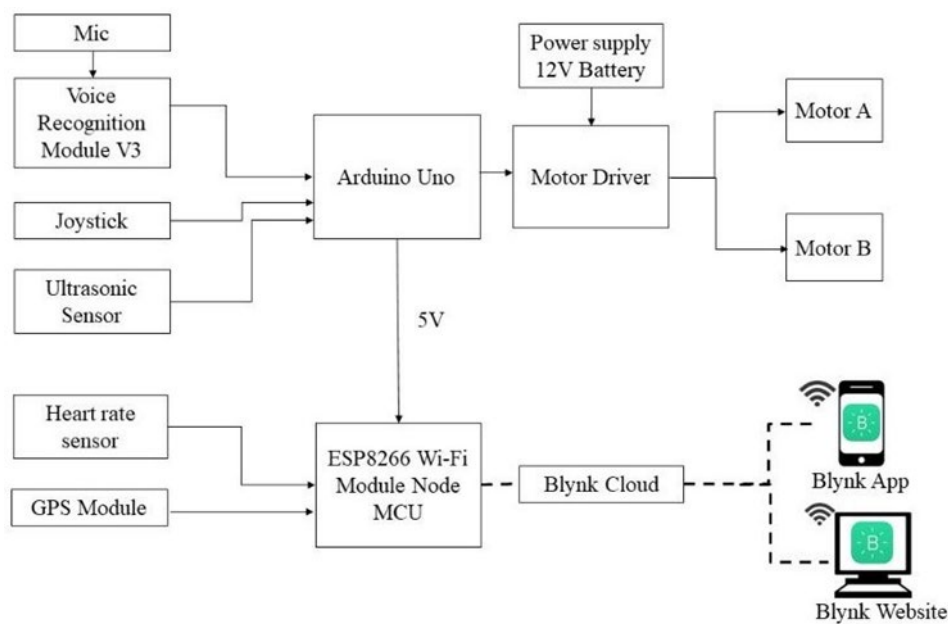 Mic
Voice
Recognition
Module V3
Joystick
Ultrasonic
Sensor
Arduino Uno
Power supply
12V Battery
Motor Driver
Motor A
Motor B
5V
Heart rate
sensor
GPS Module
ESP8266 Wi-Fi
Module Node
MCU
Blynk Cloud
B
Blynk App
B
Blynk Website